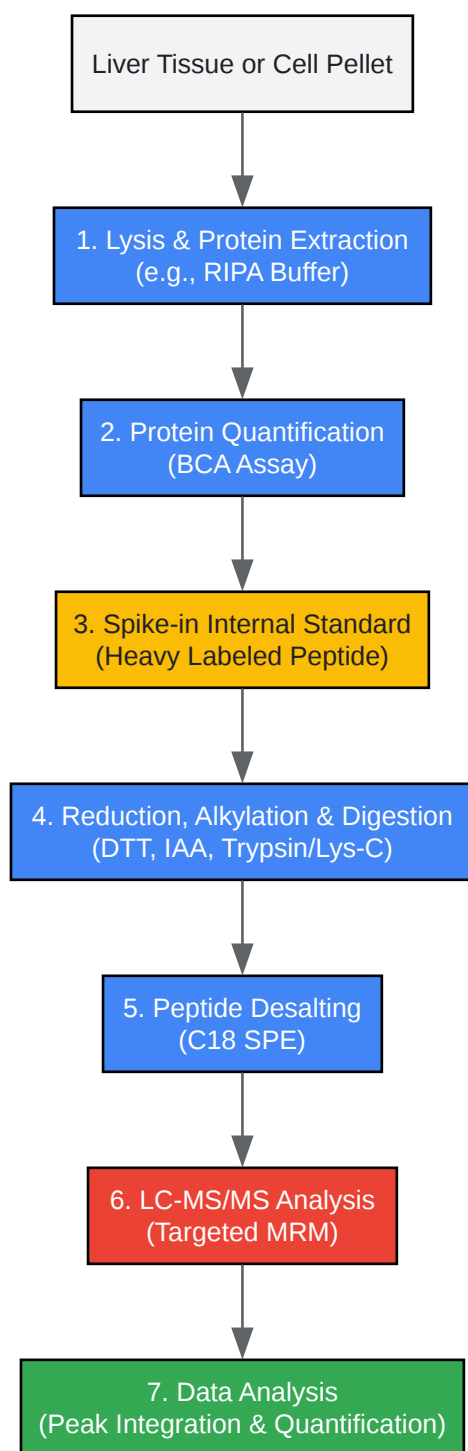 Liver Tissue or Cell Pellet
1. Lysis & Protein Extraction
(e.g., RIPA Buffer)
2. Protein Quantification
(BCA Assay)
3. Spike-in Internal Standard
(Heavy Labeled Peptide)
4. Reduction, Alkylation & Digestion
(DTT, IAA, Trypsin/Lys-C)
5. Peptide Desalting
(C18 SPE)
6. LC-MS/MS Analysis
(Targeted MRM)
7. Data Analysis
(Peak Integration & Quantification)